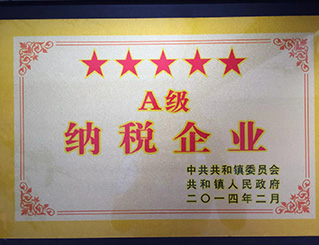 A级
纳税企业
中共共和镇委员会
共和镇人民政府
二〇一四年二月